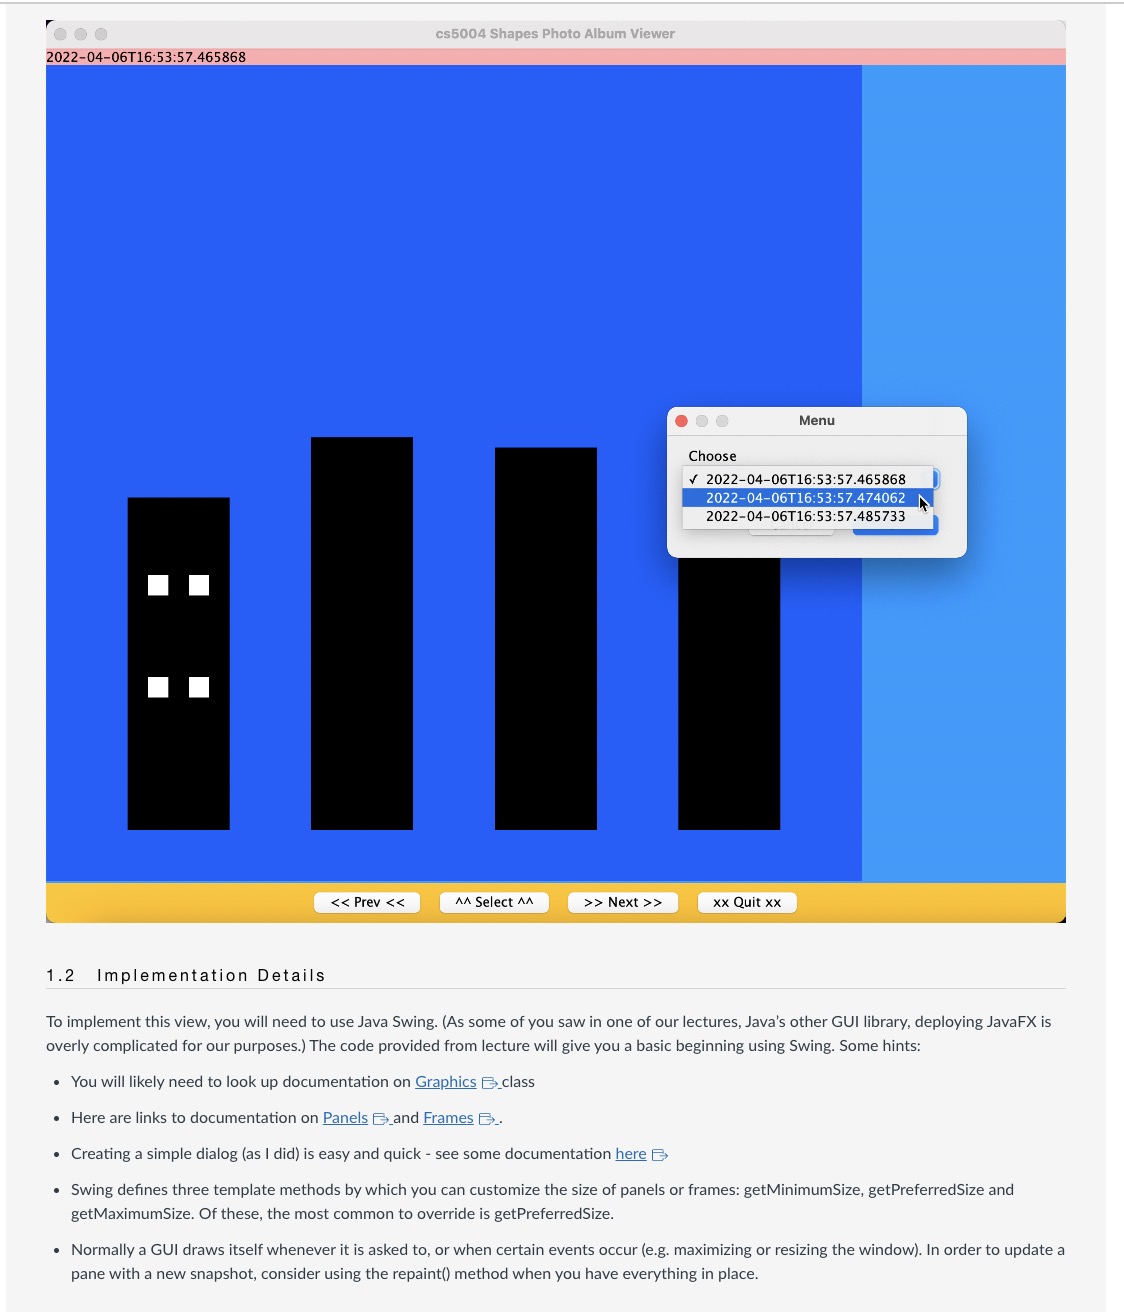 cs5004 Shapes Photo Album Viewer
2022-04-06T16:53:57.465868
Menu
Choose
✓ 2022-04-06T16:53:57.465868
2022-04-06T16:53:57.474062
2022-04-06T16:53:57.485733
<< Prev << ^^ Select ^^ >> Next >> xx Quit xx
1.2 Implementation Details
To implement this view, you will need to use Java Swing. (As some of you saw in one of our lectures, Java’s other GUI library, deploying JavaFX is
overly complicated for our purposes.) The code provided from lecture will give you a basic beginning using Swing. Some hints:
• You will likely need to look up documentation on Graphics class
• Here are links to documentation on Panels and Frames .
• Creating a simple dialog (as I did) is easy and quick - see some documentation here
• Swing defines three template methods by which you can customize the size of panels or frames: getMinimumSize, getPreferredSize and
getMaximumSize. Of these, the most common to override is getPreferredSize.
• Normally a GUI draws itself whenever it is asked to, or when certain events occur (e.g. maximizing or resizing the window). In order to update a
pane with a new snapshot, consider using the repaint() method when you have everything in place.